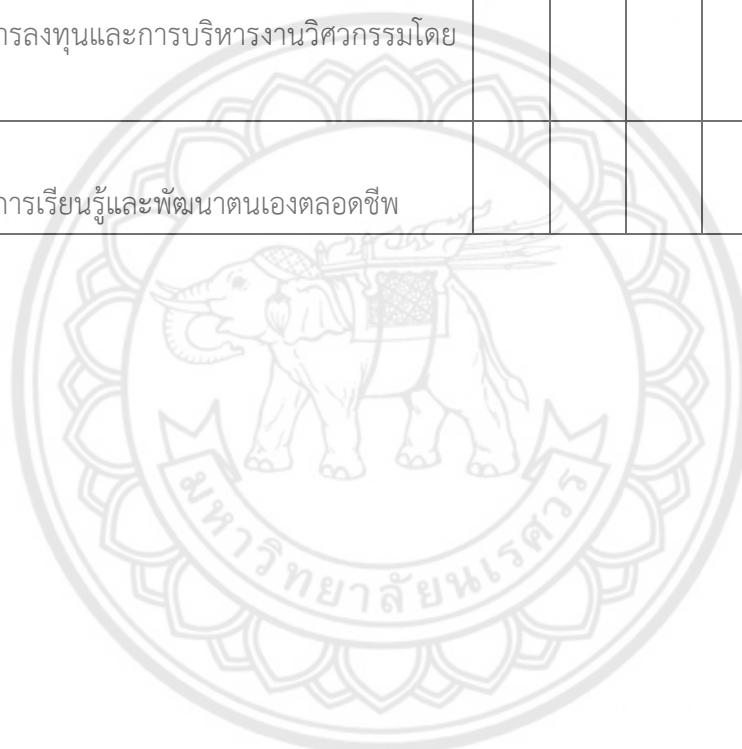 ารลงทุนและการบริหารงานวิศวกรรมโดย
การเรียนรู้และพัฒนาตนเองตลอดชีพ
มหาวิทยาลัยนเรศวร